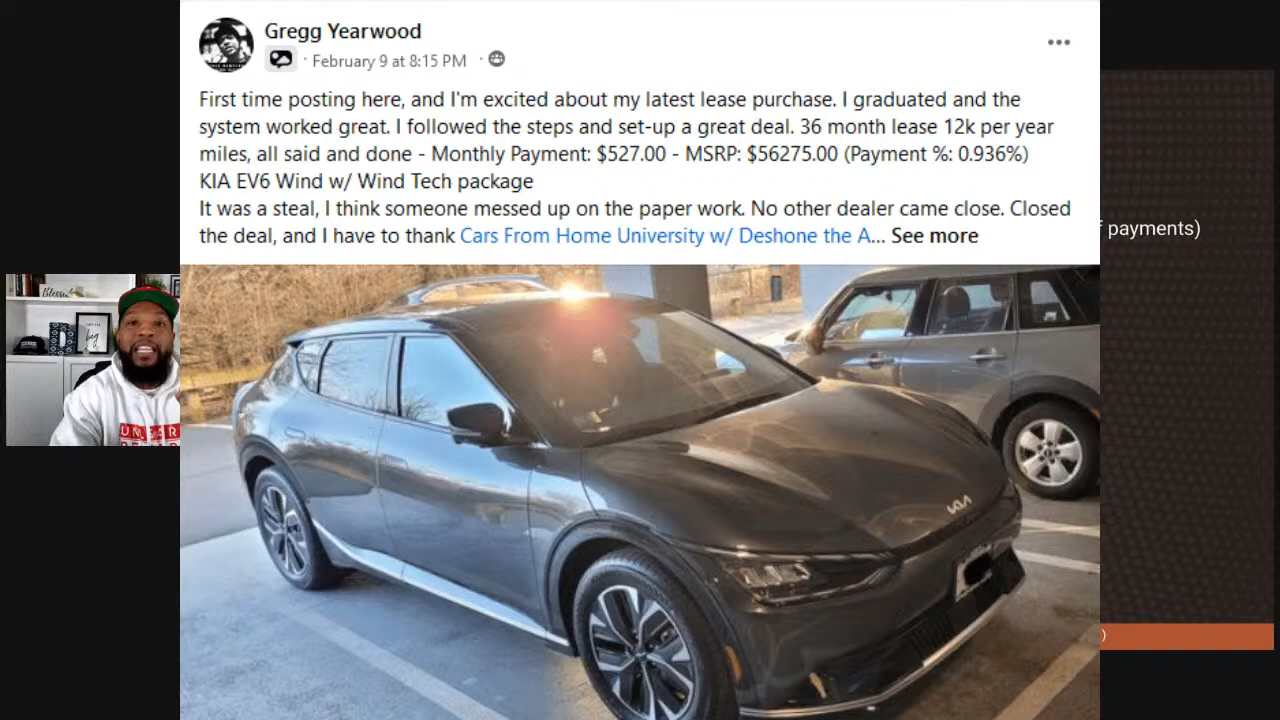 Gregg Yearwood
· February 9 at 8:15 PM ·
First time posting here, and I'm excited about my latest lease purchase. I graduated and the
system worked great. I followed the steps and set-up a great deal. 36 month lease 12k per year
miles, all said and done - Monthly Payment: $527.00 - MSRP: $56275.00 (Payment %: 0.936%)
KIA EV6 Wind w/ Wind Tech package
It was a steal, I think someone messed up on the paper work. No other dealer came close. Closed
the deal, and I have to thank Cars From Home University w/ Deshone the A... See more
payments)
)
Blessed
big
KIA